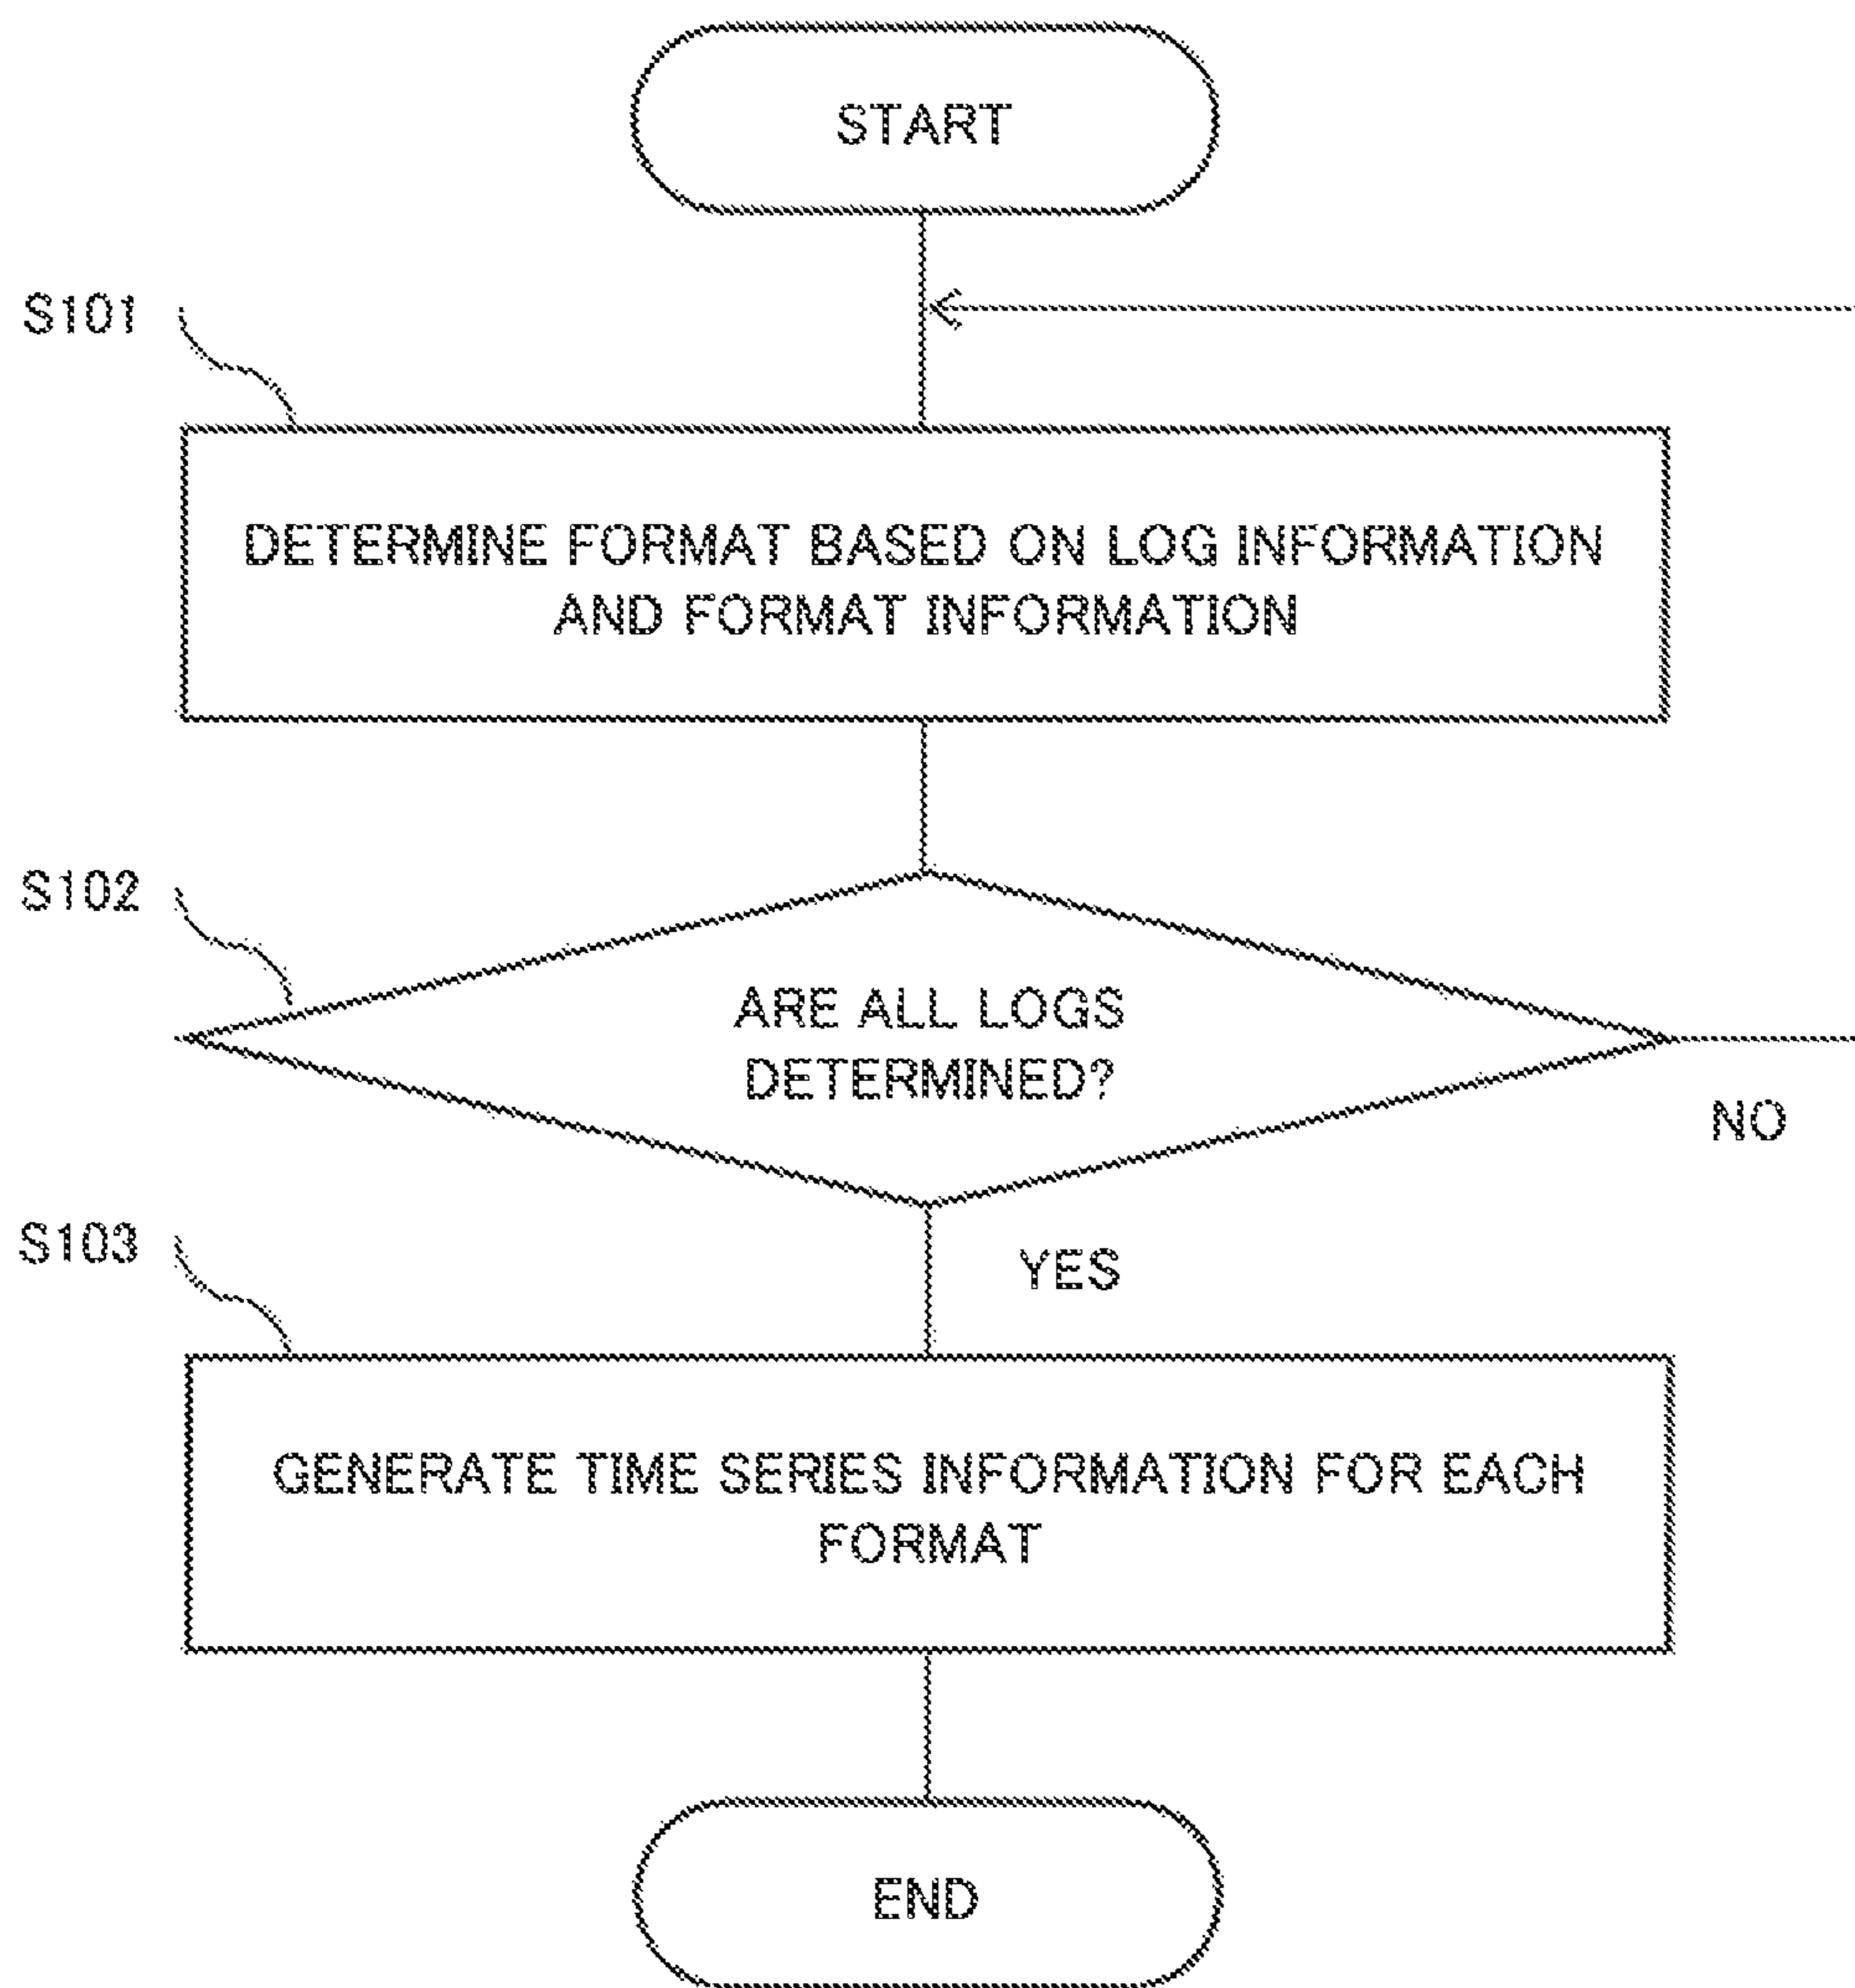 START
S101
DETERMINE FORMAT BASED ON LOG INFORMATION
AND FORMAT INFORMATION
S102
ARE ALL LOGS
DETERMINED?
NO
S103
YES
GENERATE TIME SERIES INFORMATION FOR EACH
FORMAT
END